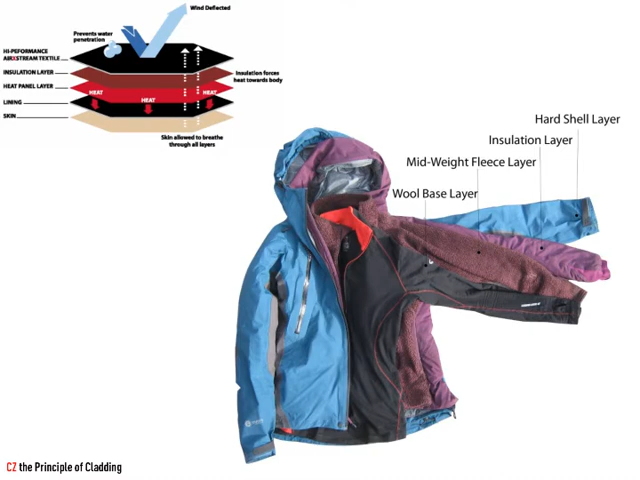 Wind Deflected
Prevents water
penetration
HI-PEFORMANCE
AIRXSTREAM TEXTILE
INSULATION LAYER
HEAT PANEL LAYER
LINING
SKIN
HEAT
HEAT
HEAT
Insulation forces
heat towards body
Skin allowed to breathe
through all layers
Hard Shell Layer
Insulation Layer
Mid-Weight Fleece Layer
Wool Base Layer
CZ the Principle of Cladding